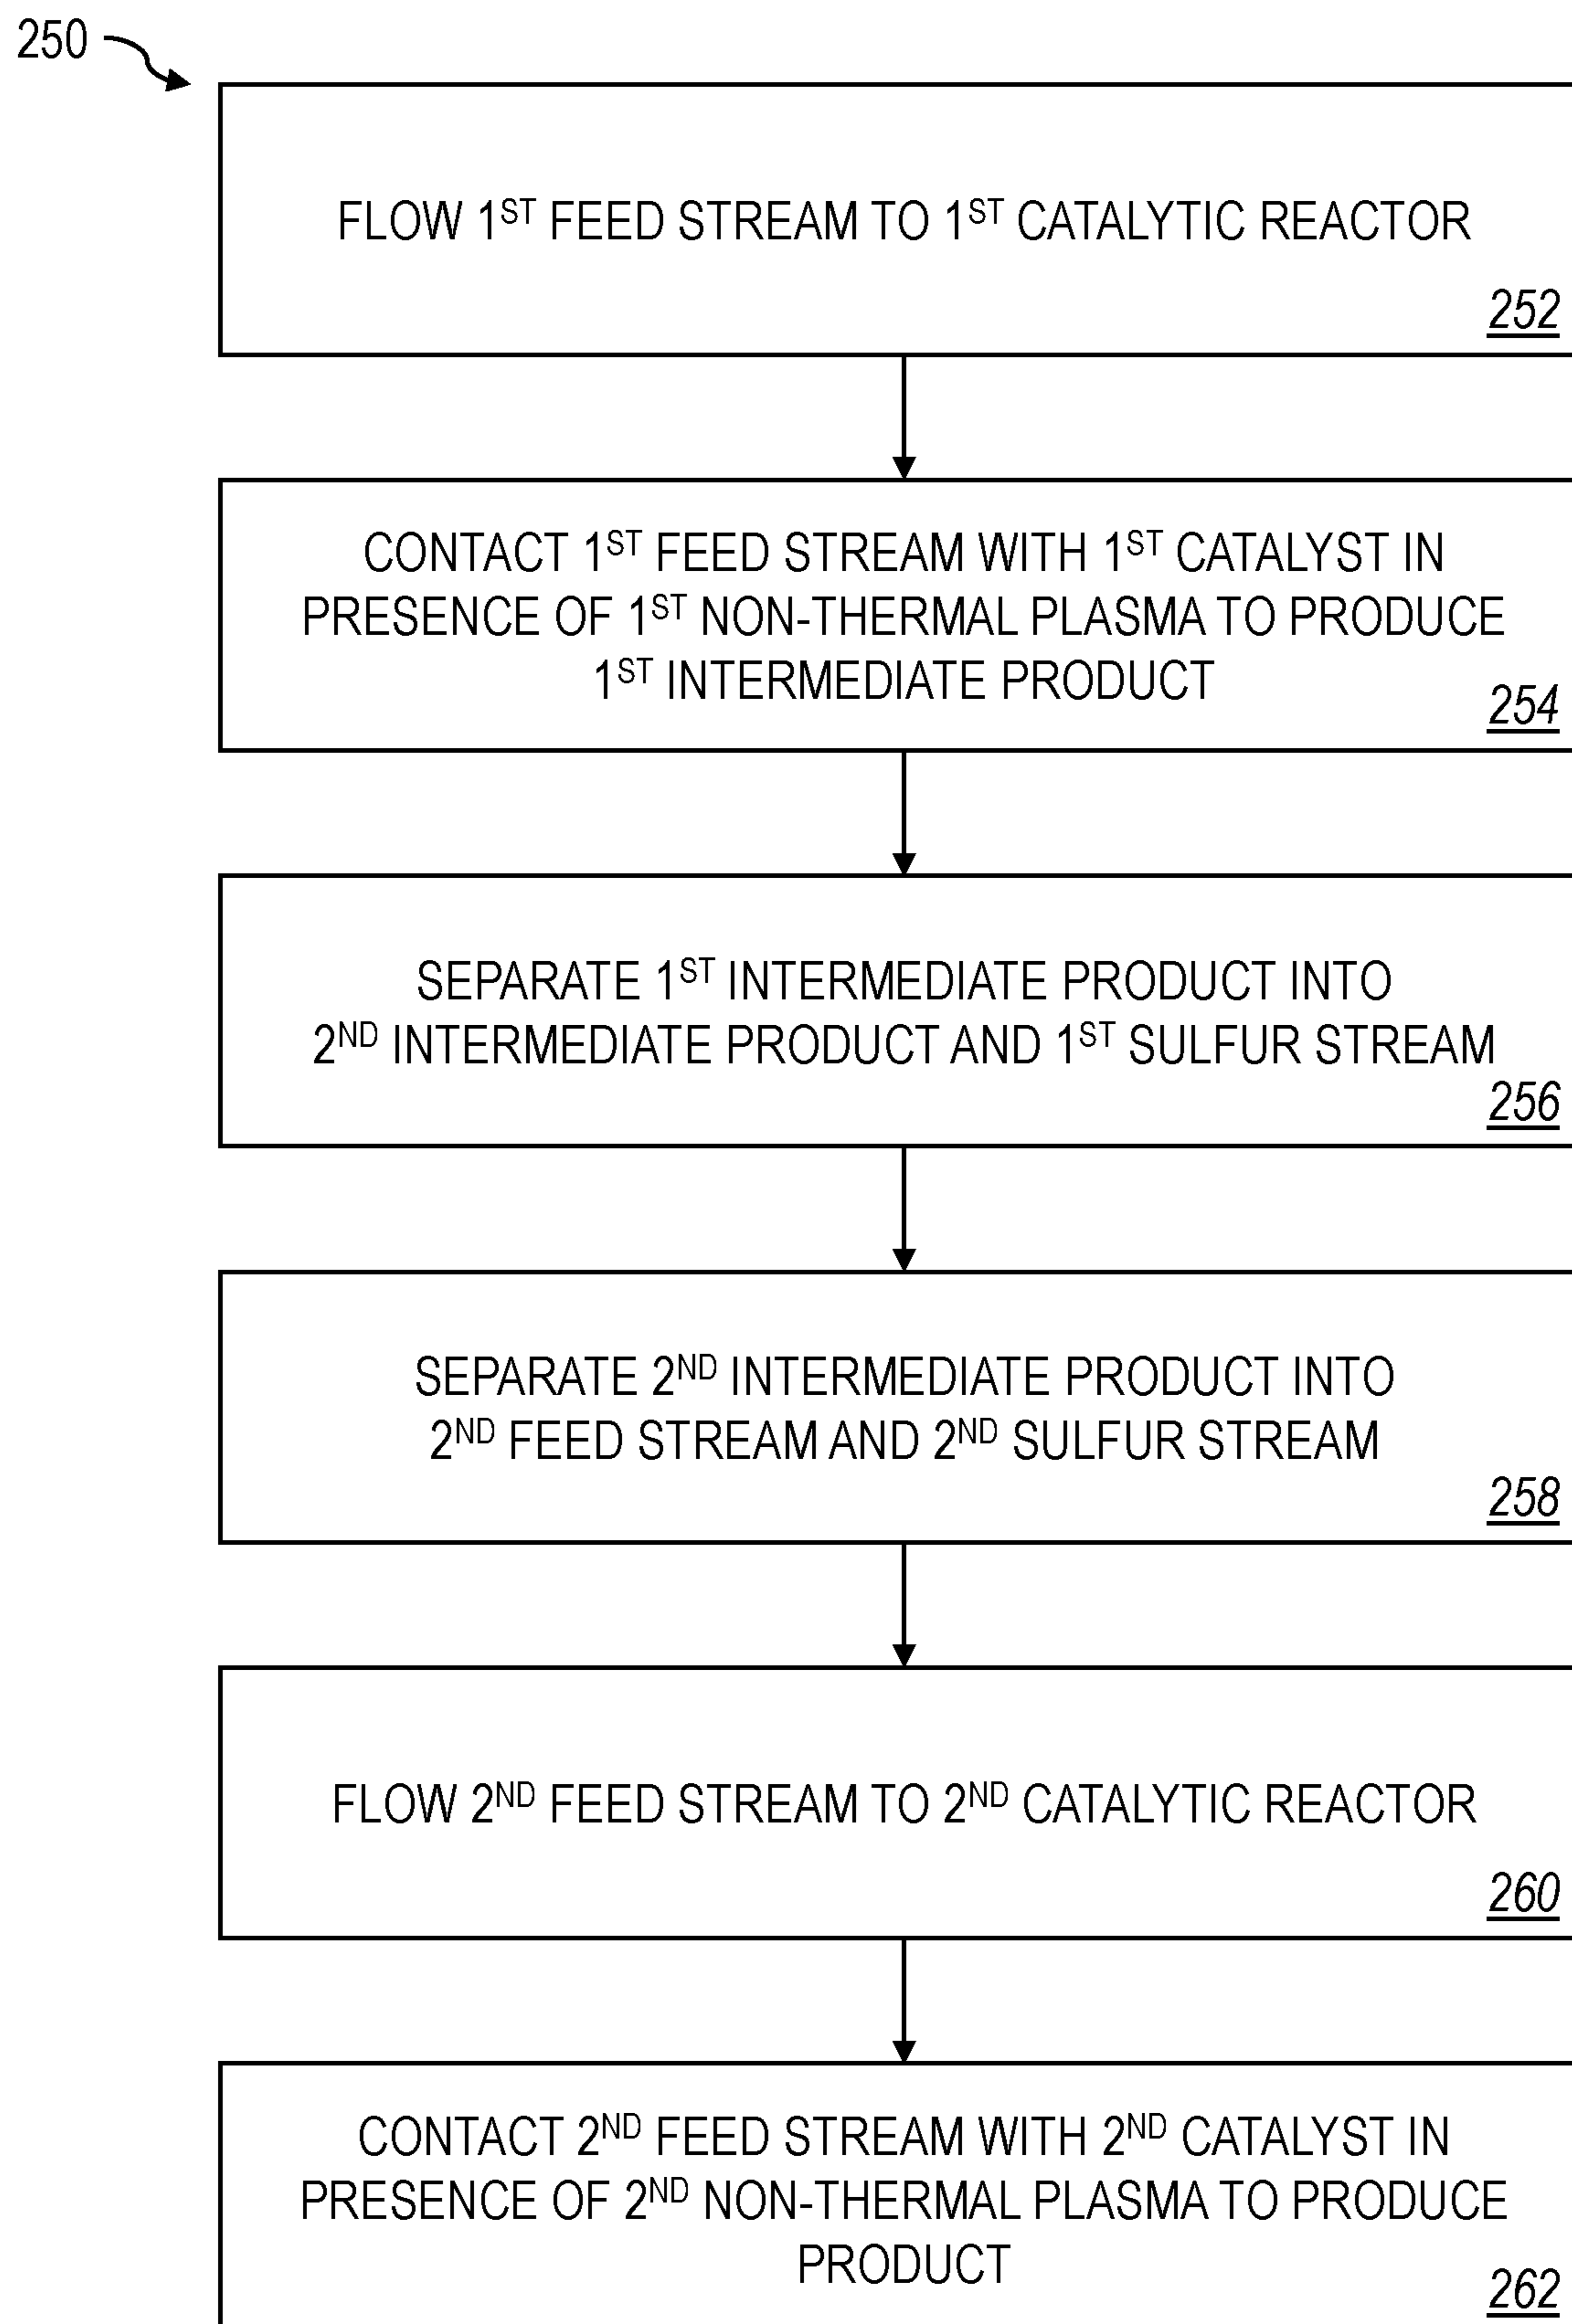 250
FLOW 1ST FEED STREAM TO 1ST CATALYTIC REACTOR
252
CONTACT 1ST FEED STREAM WITH 1ST CATALYST IN
PRESENCE OF 1ST NON-THERMAL PLASMA TO PRODUCE
1ST INTERMEDIATE PRODUCT
254
SEPARATE 1ST INTERMEDIATE PRODUCT INTO
2ND INTERMEDIATE PRODUCT AND 1ST SULFUR STREAM
256
SEPARATE 2ND INTERMEDIATE PRODUCT INTO
2ND FEED STREAM AND 2ND SULFUR STREAM
258
FLOW 2ND FEED STREAM TO 2ND CATALYTIC REACTOR
260
CONTACT 2ND FEED STREAM WITH 2ND CATALYST IN
PRESENCE OF 2ND NON-THERMAL PLASMA TO PRODUCE
PRODUCT
262